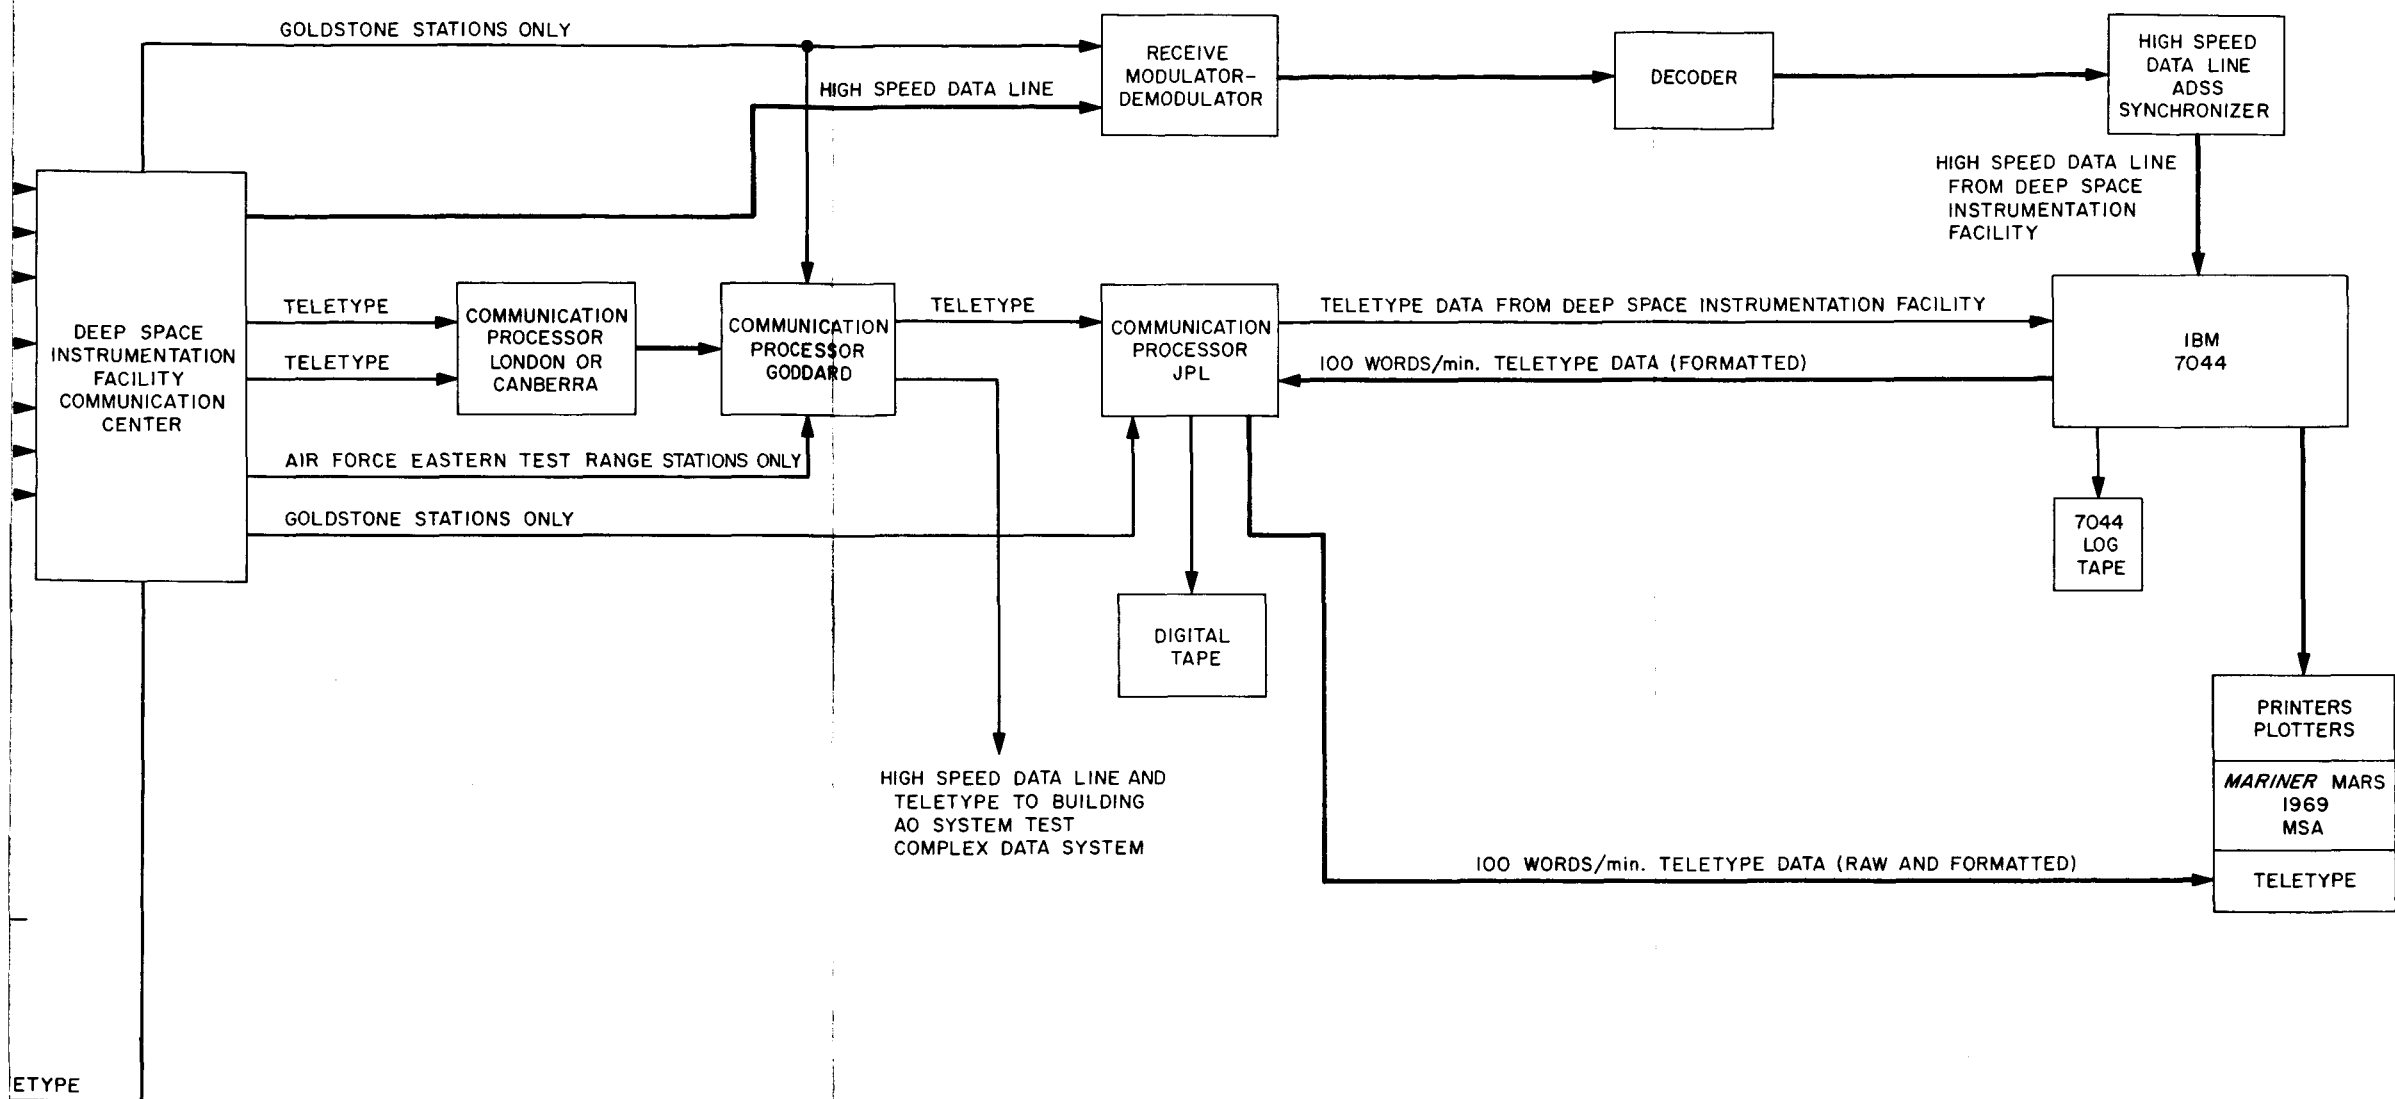 GOLDSTONE STATIONS ONLY
RECEIVE
MODULATOR-
DEMODULATOR
DECODER
HIGH SPEED
DATA LINE
ADSS
SYNCHRONIZER
HIGH SPEED DATA LINE
HIGH SPEED DATA LINE
FROM DEEP SPACE
INSTRUMENTATION
FACILITY
DEEP SPACE
INSTRUMENTATION
FACILITY
COMMUNICATION
CENTER
TELETYPE
TELETYPE
COMMUNICATION
PROCESSOR
LONDON OR
CANBERRA
COMMUNICATION
PROCESSOR
GODDARD
TELETYPE
COMMUNICATION
PROCESSOR
JPL
TELETYPE DATA FROM DEEP SPACE INSTRUMENTATION FACILITY
100 WORDS/min. TELETYPE DATA (FORMATTED)
IBM
7044
AIR FORCE EASTERN TEST RANGE STATIONS ONLY
GOLDSTONE STATIONS ONLY
7044
LOG
TAPE
DIGITAL
TAPE
PRINTERS
PLOTTERS
MARINER MARS
1969
MSA
TELETYPE
HIGH SPEED DATA LINE AND
TELETYPE TO BUILDING
AO SYSTEM TEST
COMPLEX DATA SYSTEM
100 WORDS/min. TELETYPE DATA (RAW AND FORMATTED)
ETYPE